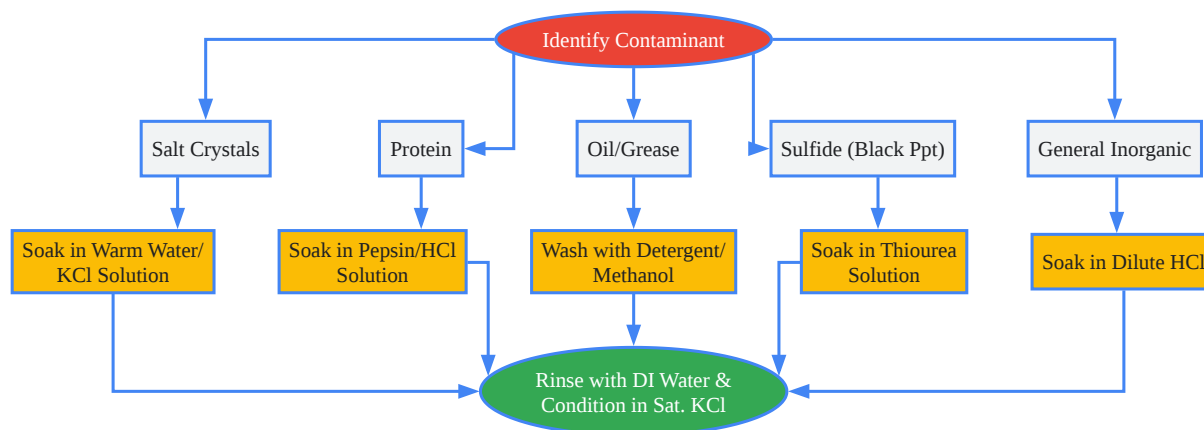 Identify Contaminant
Salt Crystals
Protein
Oil/Grease
Sulfide (Black Ppt)
General Inorganic
Soak in Warm Water/
KCl Solution
Soak in Pepsin/HCl
Solution
Wash with Detergent/
Methanol
Soak in Thiourea
Solution
Soak in Dilute HCl
Rinse with DI Water &
Condition in Sat. KCl